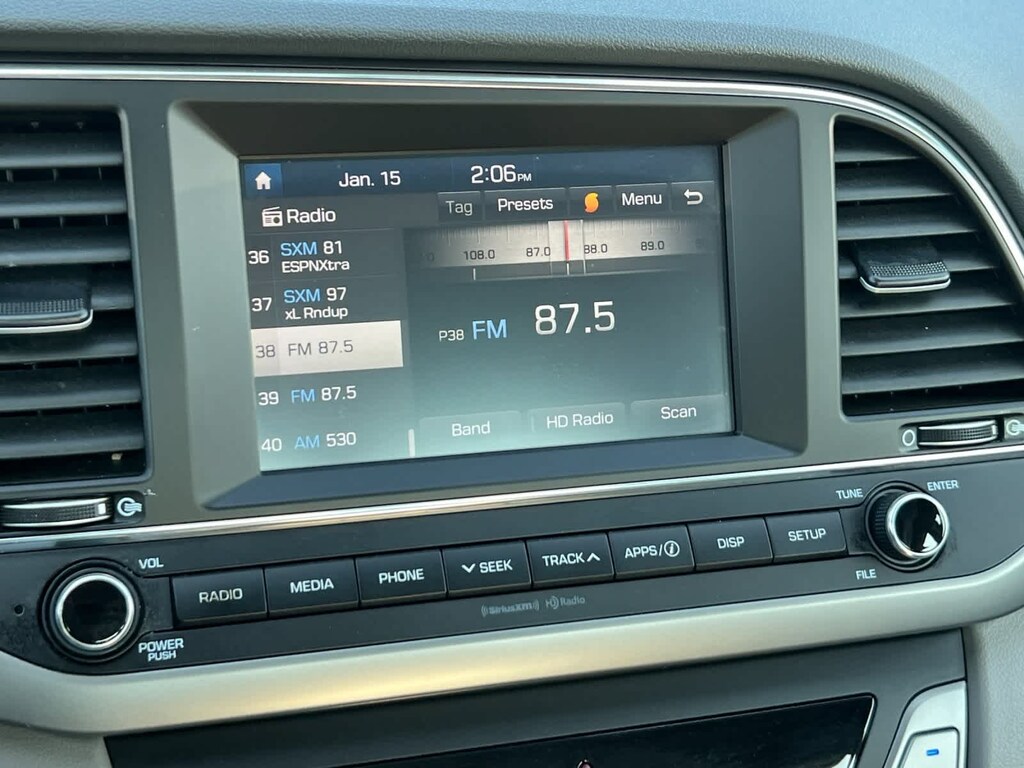 Jan. 15 2:06PM
Radio Tag Presets Menu
108.0 87.0 88.0 89.0
36 SXM 81
ESPNXtra
37 SXM 97
xL Rndup
38 FM 87.5
P38 FM 87.5
39 FM 87.5
40 AM 530
Band HD Radio Scan
VOL
RADIO
MEDIA
PHONE
SEEK
TRACK
APPS/i
DISP
SETUP
TUNE
ENTER
FILE
POWER
PUSH
SiriusXM HD Radio